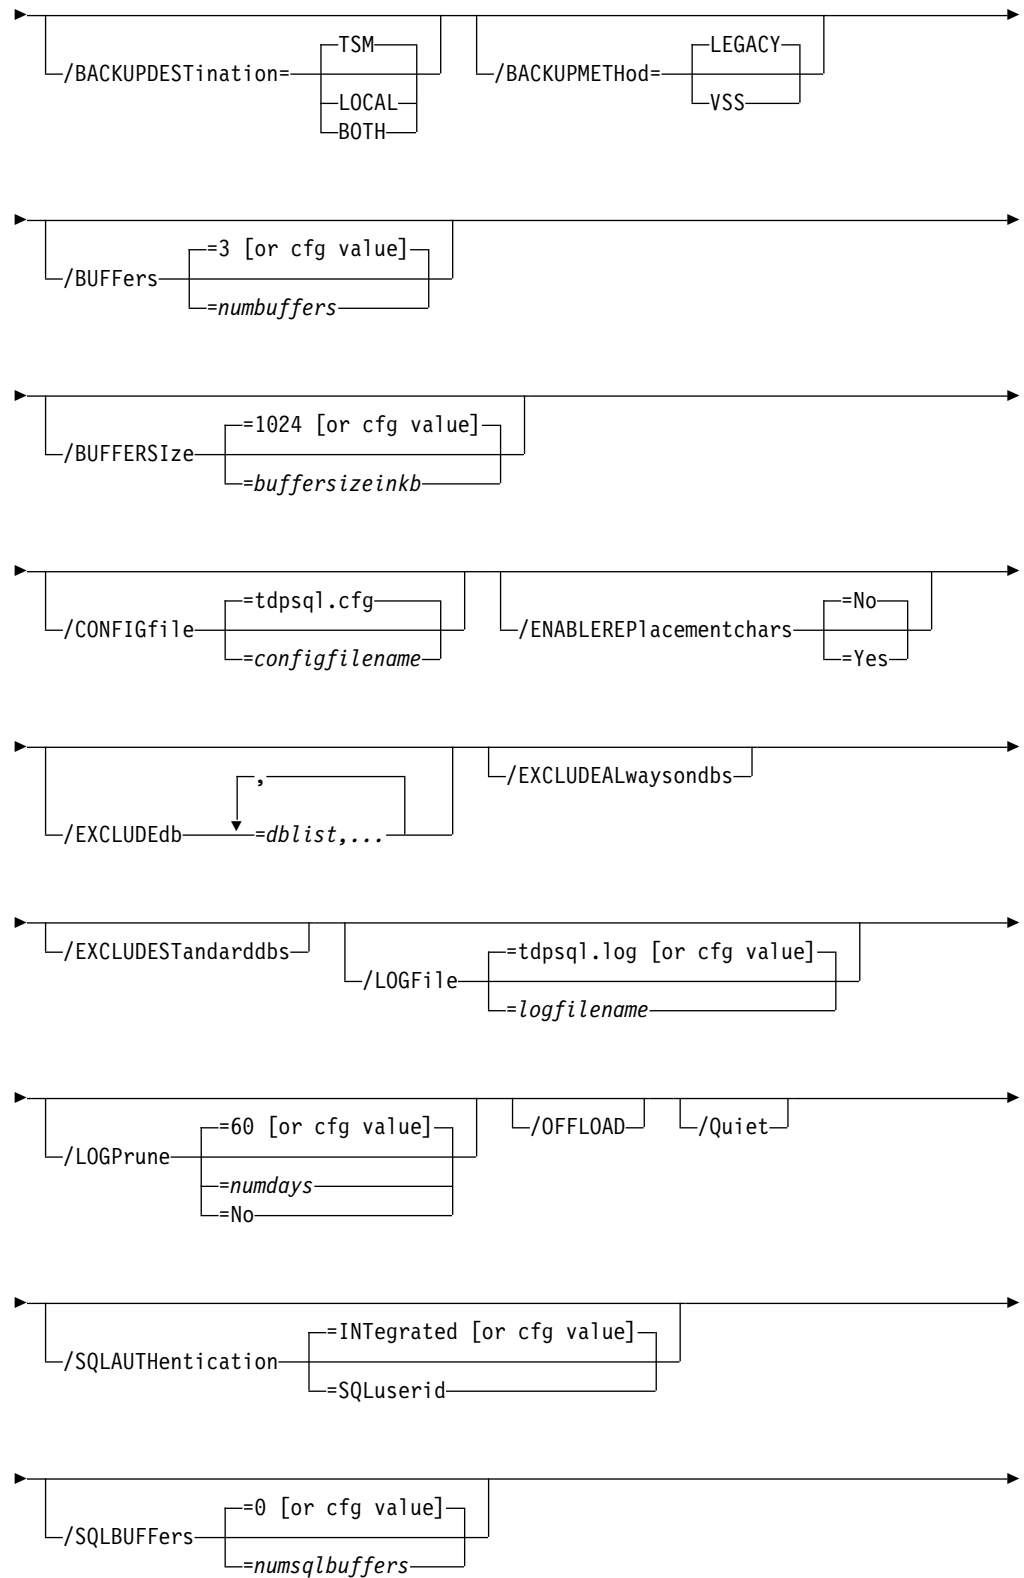 TSM
/BACKUPDESTination=
LOCAL
BOTH
LEGACY
/BACKUPMETHod=
VSS
=3 [or cfg value]
/BUFFers
=numbuffers
=1024 [or cfg value]
/BUFFERSIze
=buffersizeinkb
=tdpsql.cfg
/CONFIGfile
=configfilename
=No
/ENABLEREPlacementchars
=Yes
,
/EXCLUDEdb
=dblist,...
/EXCLUDEALwaysondbs
/EXCLUDESTandarddbs
=tdpsql.log [or cfg value]
/LOGFile
=logfilename
=60 [or cfg value]
/LOGPrune
=numdays
=No
/OFFLOAD
/Quiet
=INTegrated [or cfg value]
/SQLAUTHentication
=SQLuserid
=0 [or cfg value]
/SQLBUFFers
=numsqlbuffers